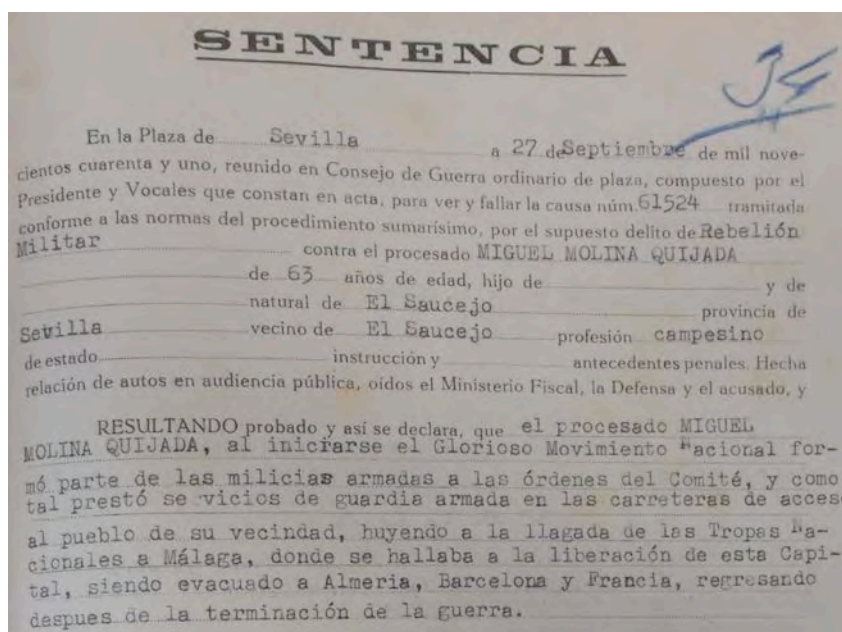 SENTENCIA
En la Plaza de Sevilla a 27 de Septiembre de mil nove-
cientos cuarenta y uno, reunido en Consejo de Guerra ordinario de plaza, compuesto por el
Presidente y Vocales que constan en acta, para ver y fallar la causa núm. 61524 tramitada
conforme a las normas del procedimiento sumarísimo, por el supuesto delito de Rebelión
Militar contra el procesado MIGUEL MOLINA QUIJADA
de 63 años de edad, hijo de y de
natural de El Saucejo provincia de
Sevilla vecino de El Saucejo profesión campesino
de estado instrucción y antecedentes penales. Hecha
relación de autos en audiencia pública, oídos el Ministerio Fiscal, la Defensa y el acusado, y
RESULTANDO probado y así se declara, que el procesado MIGUEL
MOLINA QUIJADA, al iniciarse el Glorioso Movimiento Nacional for-
mó parte de las milicias armadas a las órdenes del Comité, y como
tal prestó se vicios de guardia armada en las carreteras de acces
al pueblo de su vecindad, huyendo a la llagada de las Tropas Na-
cionales a Málaga, donde se hallaba a la liberación de esta Capi-
tal, siendo evacuado a Almeria, Barcelona y Francia, regresando
despues de la terminación de la guerra.